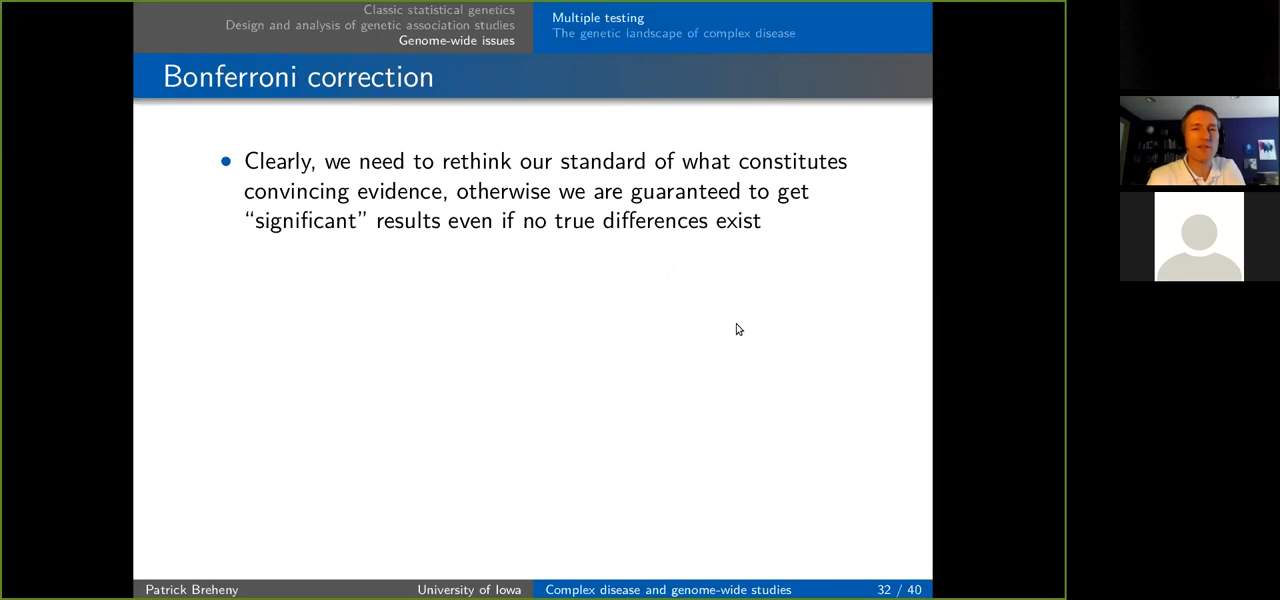 Classic statistical genetics
Design and analysis of genetic association studies
Genome-wide issues
Multiple testing
The genetic landscape of complex disease
Bonferroni correction
• Clearly, we need to rethink our standard of what constitutes
convincing evidence, otherwise we are guaranteed to get
“significant” results even if no true differences exist
Patrick Breheny
University of Iowa
Complex disease and genome-wide studies
32 / 40